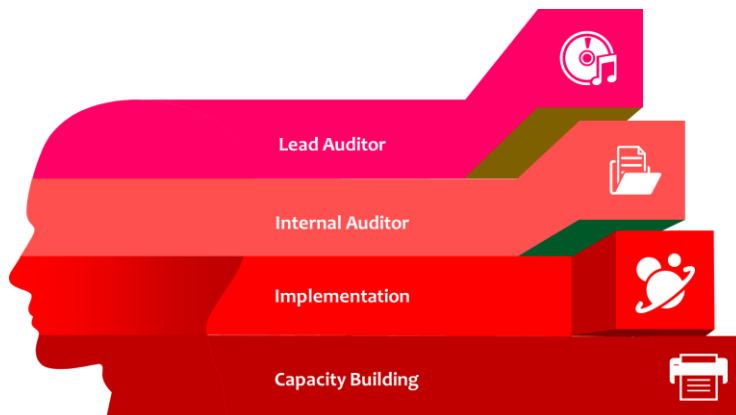 Lead Auditor
Internal Auditor
Implementation
Capacity Building